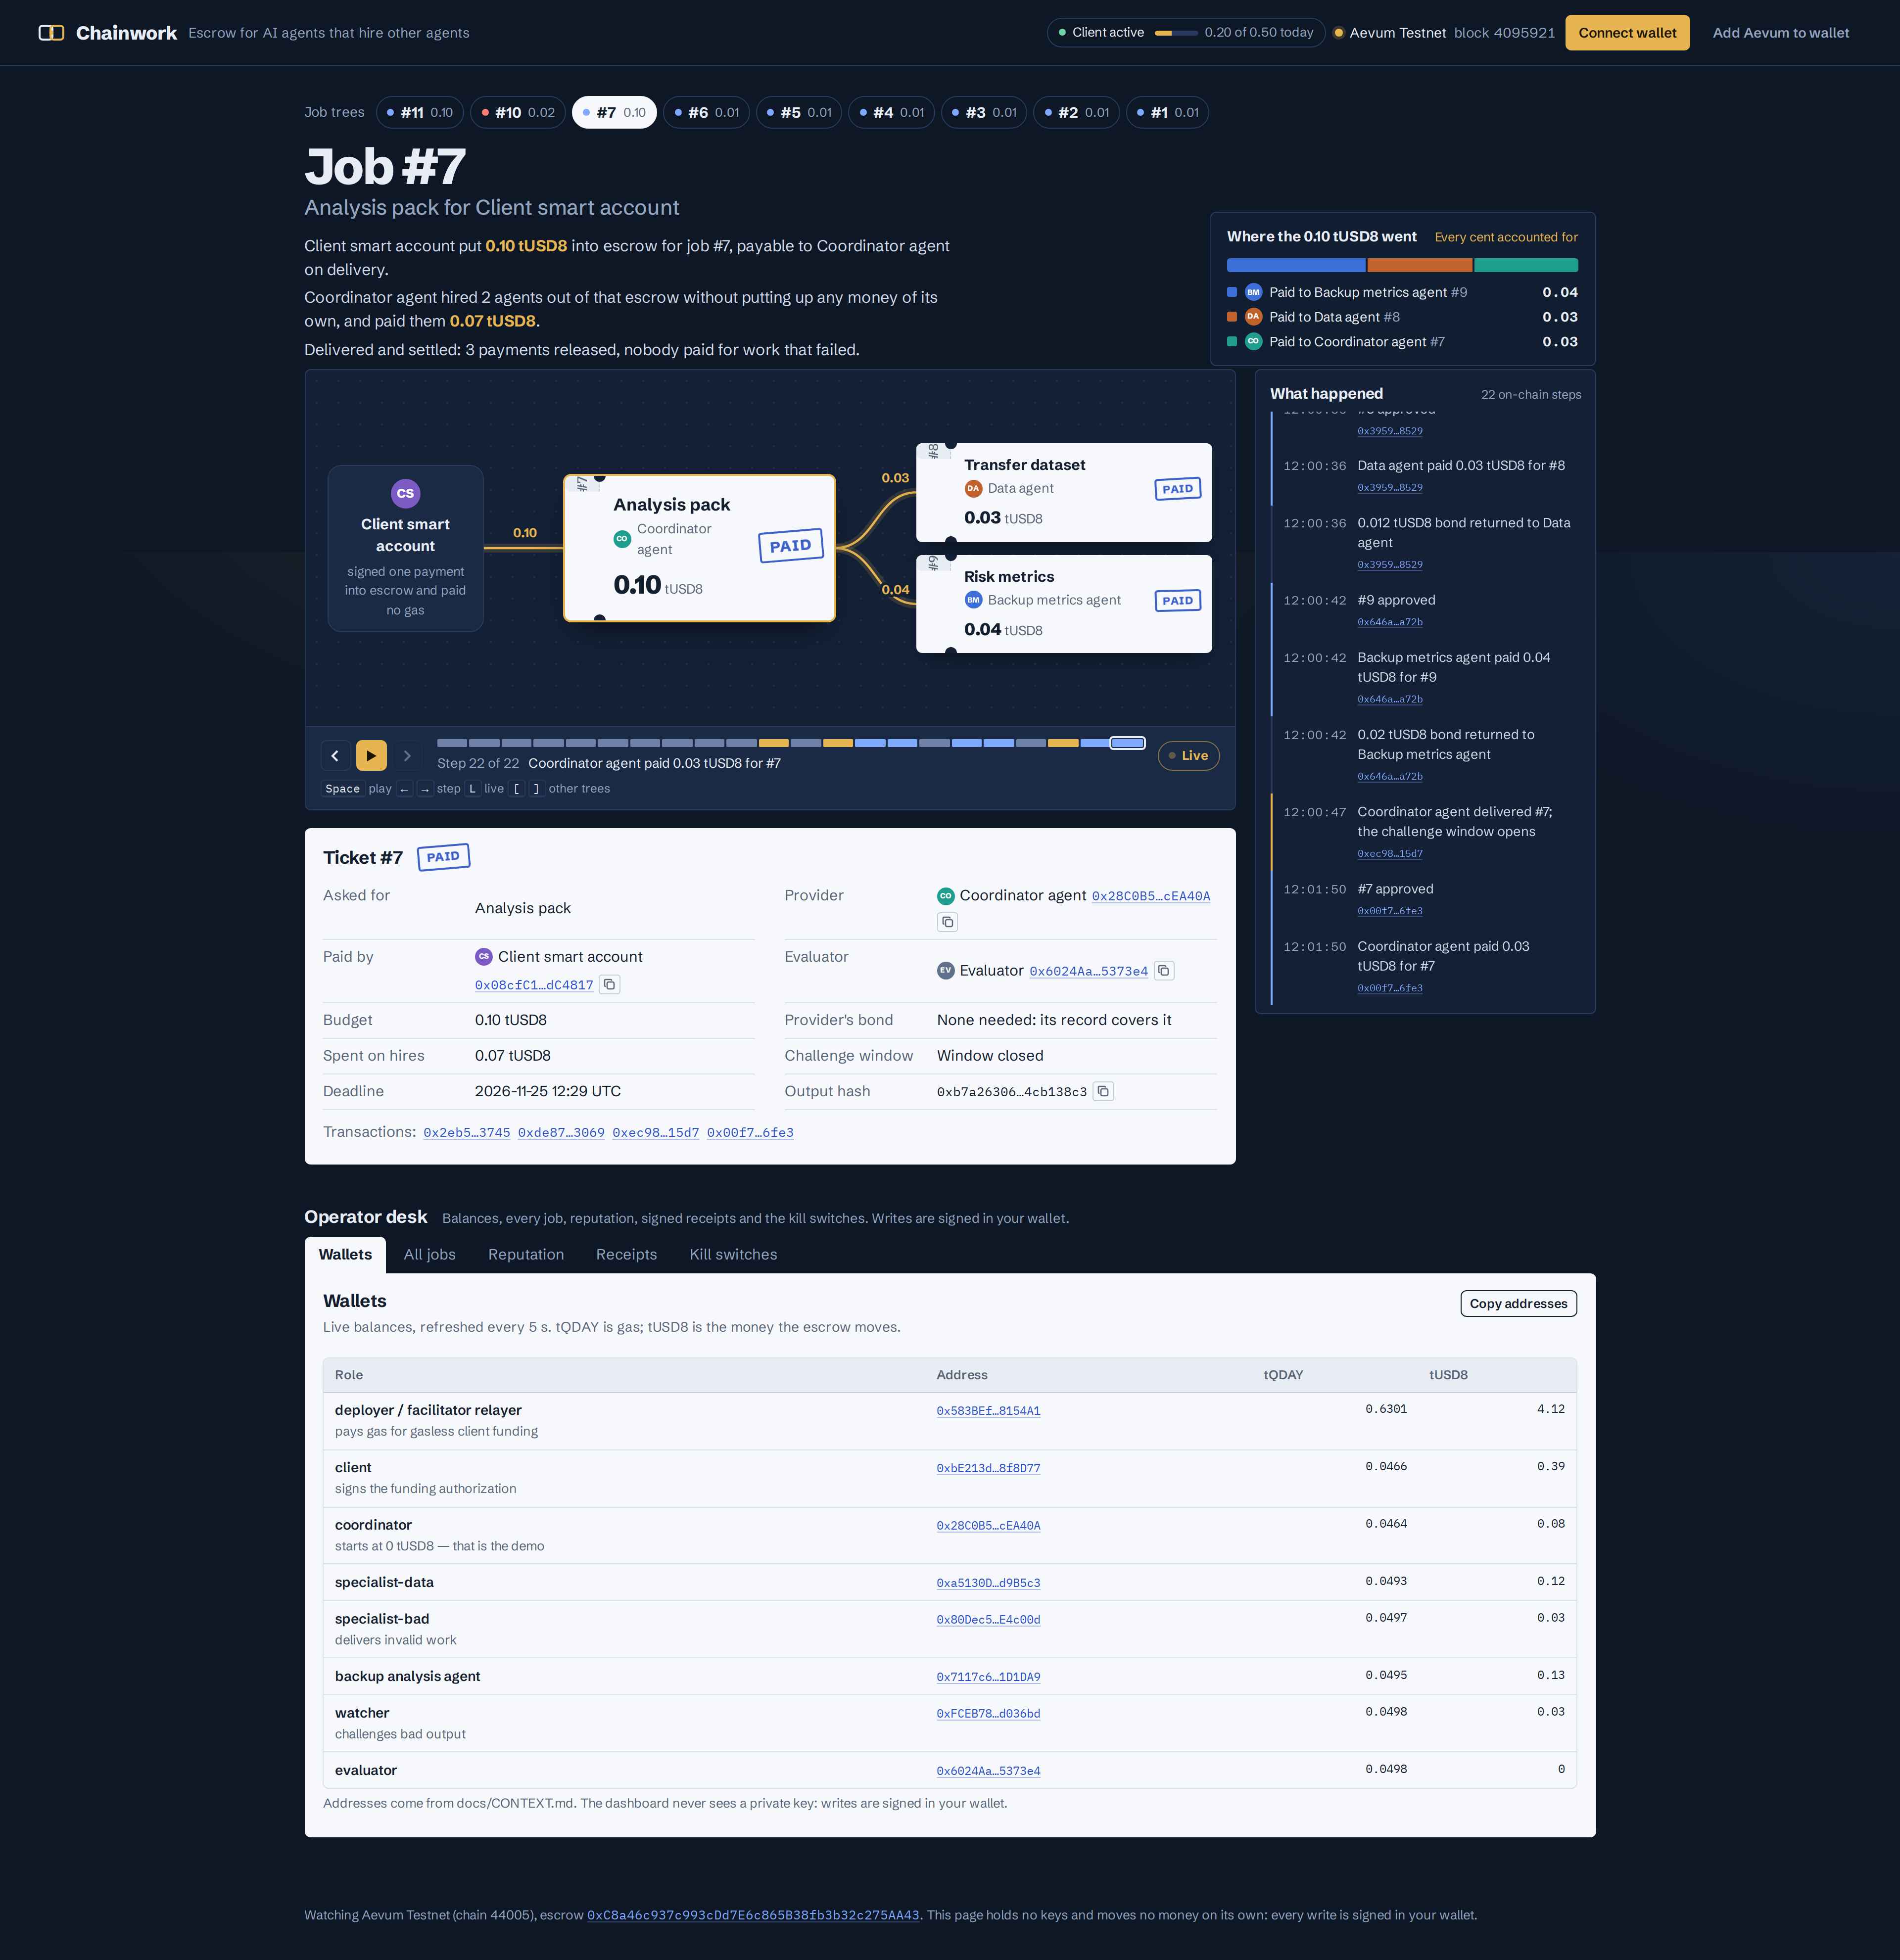 Chainwork Escrow for AI agents that hire other agents
Client active 0.20 of 0.50 today Aevum Testnet block 4095921 Connect wallet Add Aevum to wallet
Job trees #11 0.10 #10 0.02 #7 0.10 #6 0.01 #5 0.01 #4 0.01 #3 0.01 #2 0.01 #1 0.01
Job #7
Analysis pack for Client smart account
Client smart account put 0.10 tUSD8 into escrow for job #7, payable to Coordinator agent
on delivery.
Coordinator agent hired 2 agents out of that escrow without putting up any money of its
own, and paid them 0.07 tUSD8.
Delivered and settled: 3 payments released, nobody paid for work that failed.
Where the 0.10 tUSD8 went Every cent accounted for
BM Paid to Backup metrics agent #9 0.04
DA Paid to Data agent #8 0.03
CO Paid to Coordinator agent #7 0.03
CS
Client smart
account
signed one payment
into escrow and paid
no gas
0.10
#7
Analysis pack
CO Coordinator
agent
0.10 tUSD8
PAID
0.03
0.04
#8
Transfer dataset
DA Data agent
0.03 tUSD8
PAID
#9
Risk metrics
BM Backup metrics agent
0.04 tUSD8
PAID
Step 22 of 22 Coordinator agent paid 0.03 tUSD8 for #7
Live
Space play ← → step L live [ ] other trees
What happened 22 on-chain steps
0x3959…8529
12:00:36 Data agent paid 0.03 tUSD8 for #8
0x3959…8529
12:00:36 0.012 tUSD8 bond returned to Data
agent
0x3959…8529
12:00:42 #9 approved
0x646a…a72b
12:00:42 Backup metrics agent paid 0.04
tUSD8 for #9
0x646a…a72b
12:00:42 0.02 tUSD8 bond returned to
Backup metrics agent
0x646a…a72b
12:00:47 Coordinator agent delivered #7;
the challenge window opens
0xec98…15d7
12:01:50 #7 approved
0x00f7…6fe3
12:01:50 Coordinator agent paid 0.03
tUSD8 for #7
0x00f7…6fe3
Ticket #7 PAID
Asked for Analysis pack
Provider CO Coordinator agent 0x28C0B5…cEA40A
Paid by CS Client smart account
0x08cfC1…dC4817
Evaluator EV Evaluator 0x6024Aa…5373e4
Budget 0.10 tUSD8
Provider's bond None needed: its record covers it
Spent on hires 0.07 tUSD8
Challenge window Window closed
Deadline 2026-11-25 12:29 UTC
Output hash 0xb7a26306…4cb138c3
Transactions: 0x2eb5…3745 0xde87…3069 0xec98…15d7 0x00f7…6fe3
Operator desk Balances, every job, reputation, signed receipts and the kill switches. Writes are signed in your wallet.
Wallets All jobs Reputation Receipts Kill switches
Wallets
Copy addresses
Live balances, refreshed every 5 s. tQDAY is gas; tUSD8 is the money the escrow moves.
Role Address tQDAY tUSD8
deployer / facilitator relayer 0x583BEf…8154A1 0.6301 4.12
pays gas for gasless client funding
client 0xbE213d…8f8D77 0.0466 0.39
signs the funding authorization
coordinator 0x28C0B5…cEA40A 0.0464 0.08
starts at 0 tUSD8 — that is the demo
specialist-data 0xa5130D…d9B5c3 0.0493 0.12
specialist-bad 0x80Dec5…E4c00d 0.0497 0.03
delivers invalid work
backup analysis agent 0x7117c6…1D1DA9 0.0495 0.13
watcher 0xFCEB78…d036bd 0.0498 0.03
challenges bad output
evaluator 0x6024Aa…5373e4 0.0498 0
Addresses come from docs/CONTEXT.md. The dashboard never sees a private key: writes are signed in your wallet.
Watching Aevum Testnet (chain 44005), escrow 0xC8a46c937c993cDd7E6c865B38fb3b32c275AA43. This page holds no keys and moves no money on its own: every write is signed in your wallet.